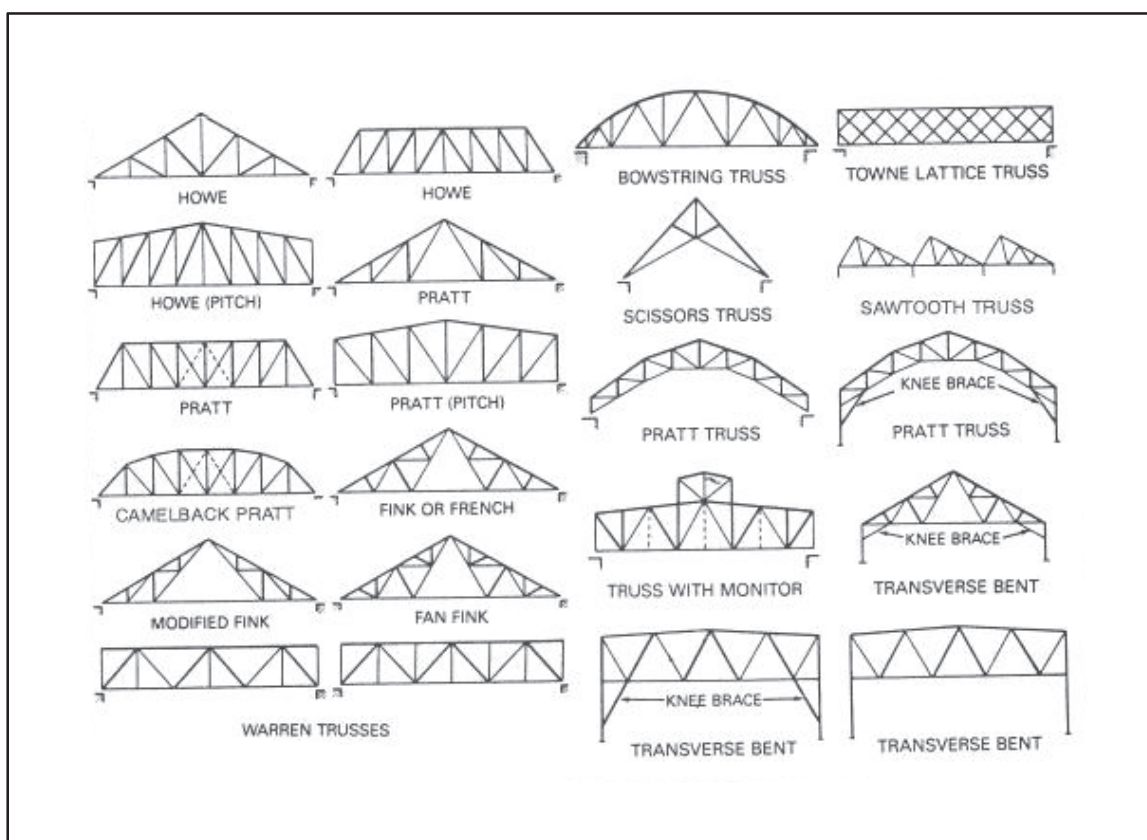 HOWE
HOWE
BOWSTRING TRUSS
TOWNE LATTICE TRUSS
HOWE (PITCH)
PRATT
SCISSORS TRUSS
SAWTOOTH TRUSS
PRATT
PRATT (PITCH)
PRATT TRUSS
KNEE BRACE
PRATT TRUSS
CAMELBACK PRATT
FINK OR FRENCH
TRUSS WITH MONITOR
KNEE BRACE
TRANSVERSE BENT
MODIFIED FINK
FAN FINK
WARREN TRUSSES
KNEE BRACE
TRANSVERSE BENT
TRANSVERSE BENT